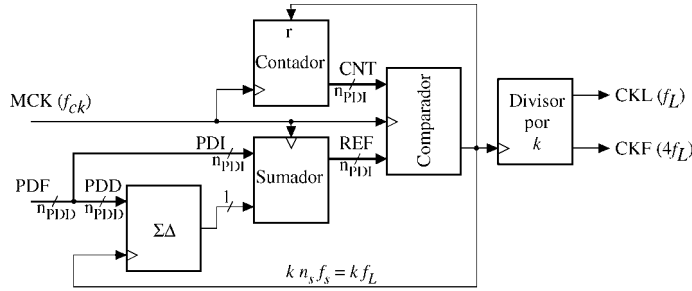 r
Contador
CNT
n_PDI
MCK (f_ck)
Comparador
Divisor
por
k
CKL (f_L)
CKF (4f_L)
PDI
n_PDI
REF
n_PDI
Sumador
PDF
n_PDD
PDD
n_PDD
1
ΣΔ
k n_s f_s = k f_L